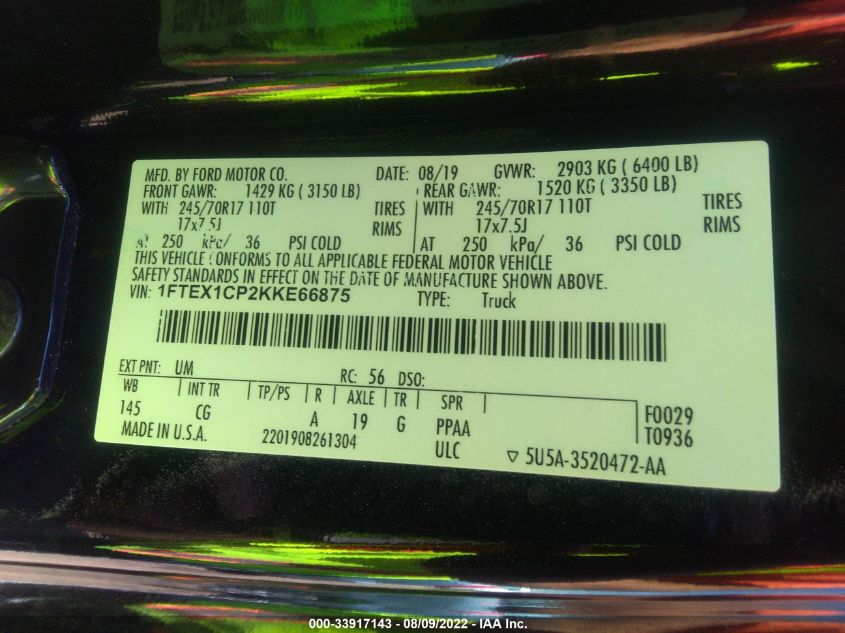 MFD. BY FORD MOTOR CO. DATE: 08/19 GVWR: 2903 KG ( 6400 LB)
FRONT GAWR: 1429 KG ( 3150 LB) REAR GAWR: 1520 KG ( 3350 LB)
WITH 245/70R17 110T TIRES WITH 245/70R17 110T TIRES
17x7.5J RIMS 17x7.5J RIMS
AT 250 kPa/ 36 PSI COLD AT 250 kPa/ 36 PSI COLD
THIS VEHICLE CONFORMS TO ALL APPLICABLE FEDERAL MOTOR VEHICLE
SAFETY STANDARDS IN EFFECT ON THE DATE OF MANUFACTURE SHOWN ABOVE.
VIN: 1FTEX1CP2KKE66875 TYPE: Truck
EXT PNT: UM RC: 56 DSO:
WB INT TR TP/PS R AXLE TR SPR
145 CG A 19 G PPAA F0029
MADE IN U.S.A. 2201908261304 ULC T0936
▽ 5U5A-3520472-AA
000-33917143 - 08/09/2022 - IAA Inc.